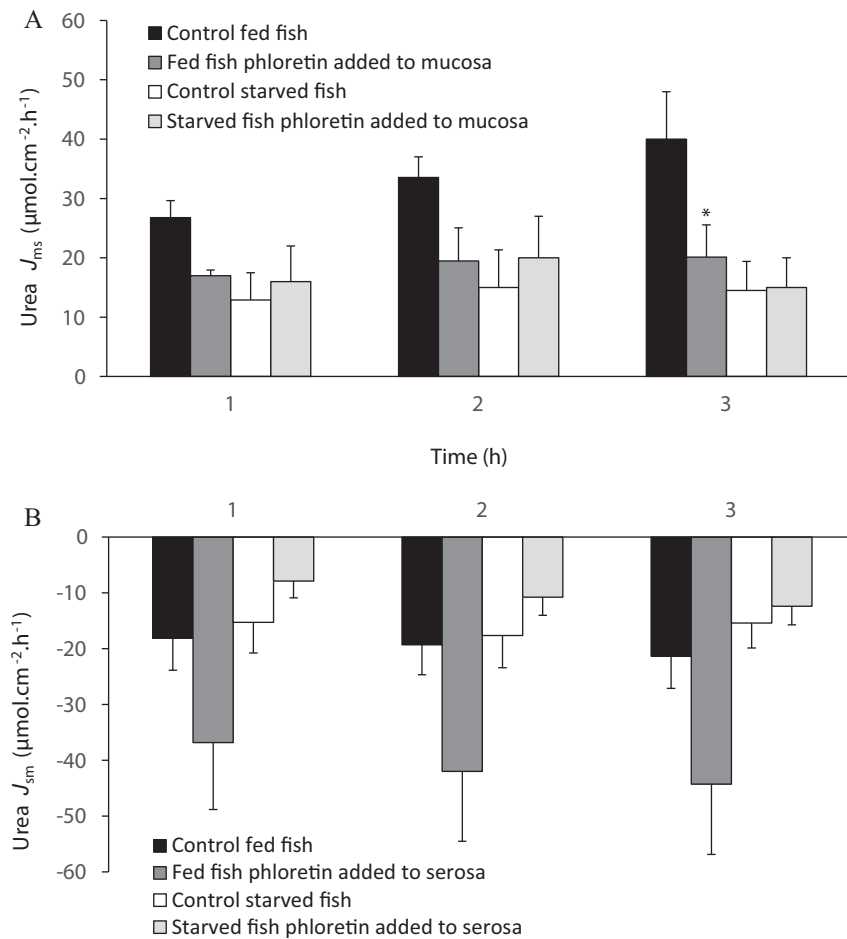 A
60
50
40
30
20
10
0
Urea Jms (µmol.cm-2.h-1)
Control fed fish
Fed fish phloretin added to mucosa
Control starved fish
Starved fish phloretin added to mucosa
*
1 2 3
Time (h)
B
1 2 3
0
-10
-20
-30
-40
-50
-60
Urea Jsm (µmol.cm-2.h-1)
Control fed fish
Fed fish phloretin added to serosa
Control starved fish
Starved fish phloretin added to serosa